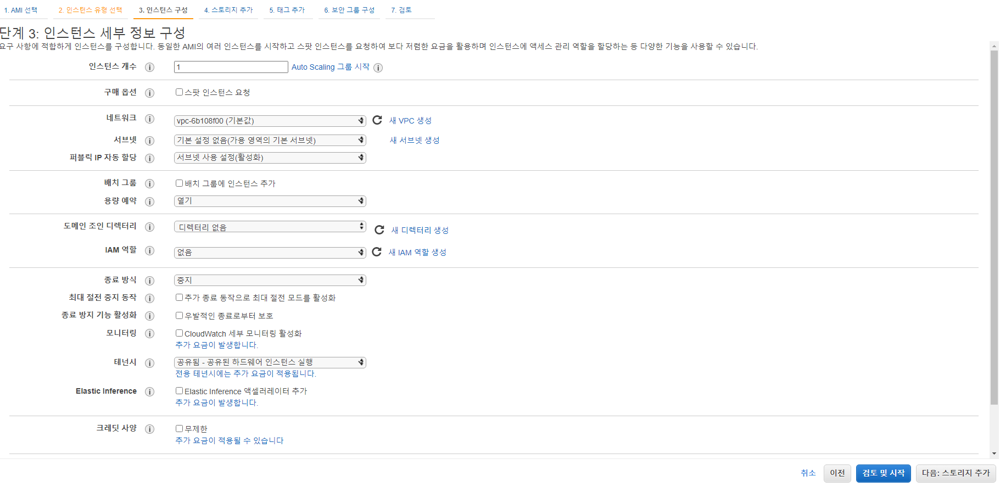 1. AMI 선택 2. 인스턴스 유형 선택 3. 인스턴스 구성 4. 스토리지 추가 5. 태그 추가 6. 보안 그룹 구성 7. 검토
단계 3: 인스턴스 세부 정보 구성
요구 사항에 적합하게 인스턴스를 구성합니다. 동일한 AMI의 여러 인스턴스를 시작하고 스팟 인스턴스를 요청하여 보다 저렴한 요금을 활용하며 인스턴스에 액세스 관리 역할을 할당하는 등 다양한 기능을 사용할 수 있습니다.
인스턴스 개수 1 Auto Scaling 그룹 시작
구매 옵션 스팟 인스턴스 요청
네트워크 vpc-6b108f00 (기본값) 새 VPC 생성
서브넷 기본 설정 없음(가용 영역의 기본 서브넷) 새 서브넷 생성
퍼블릭 IP 자동 할당 서브넷 사용 설정(활성화)
배치 그룹 배치 그룹에 인스턴스 추가
용량 예약 열기
도메인 조인 디렉터리 디렉터리 없음 새 디렉터리 생성
IAM 역할 없음 새 IAM 역할 생성
종료 방식 중지
최대 절전 중지 동작 추가 종료 동작으로 최대 절전 모드를 활성화
종료 방지 기능 활성화 우발적인 종료로부터 보호
모니터링 CloudWatch 세부 모니터링 활성화
추가 요금이 발생합니다.
테넌시 공유됨 - 공유된 하드웨어 인스턴스 실행
전용 테넌시에는 추가 요금이 적용됩니다.
Elastic Inference Elastic Inference 액셀러레이터 추가
추가 요금이 발생합니다.
크레딧 사양 무제한
추가 요금이 적용될 수 있습니다
취소 이전 검토 및 시작 다음: 스토리지 추가